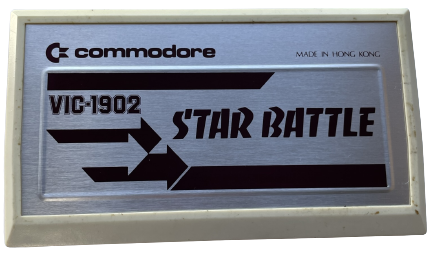 commodore
MADE IN HONG KONG
VIC-1902
STAR BATTLE